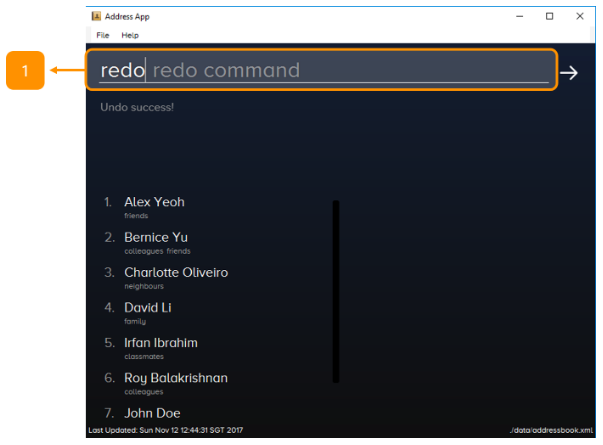 Address App
File Help
1
redo redo command
Undo success!
1. Alex Yeoh
friends
2. Bernice Yu
colleagues friends
3. Charlotte Oliveiro
neighbours
4. David Li
family
5. Irfan Ibrahim
classmates
6. Roy Balakrishnan
colleagues
7. John Doe
Last Updated: Sun Nov 12 12:44:31 SGT 2017 ./data/addressbook.xml